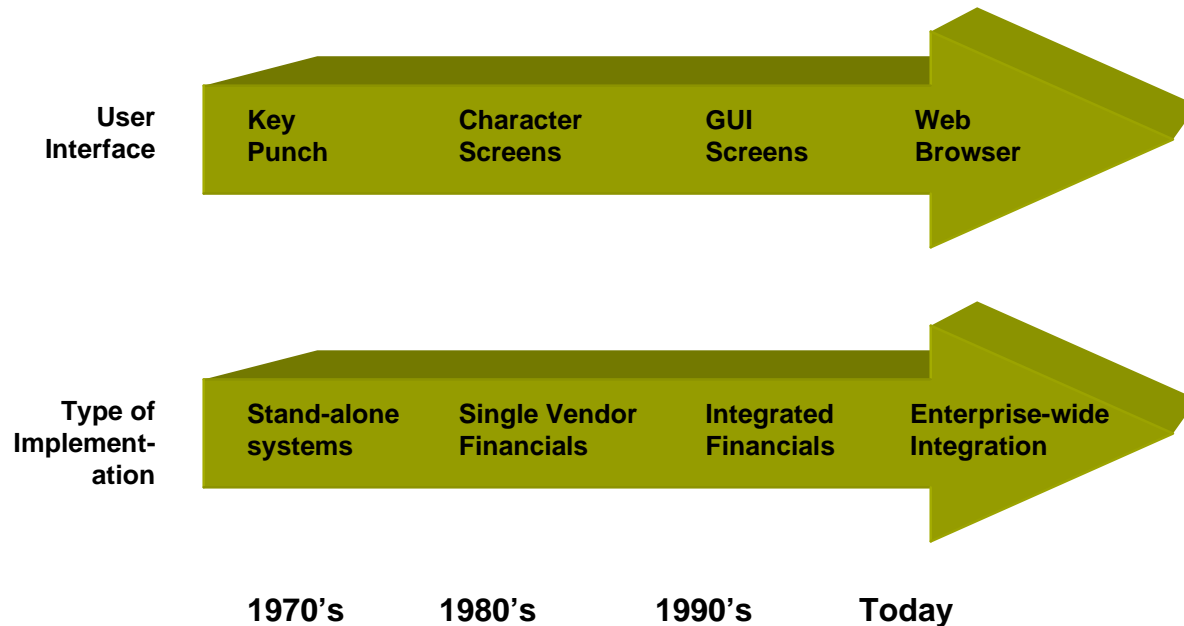 User
Interface
Key
Punch
Character
Screens
GUI
Screens
Web
Browser
Type of
Implement-
ation
Stand-alone
systems
Single Vendor
Financials
Integrated
Financials
Enterprise-wide
Integration
1970’s
1980’s
1990’s
Today